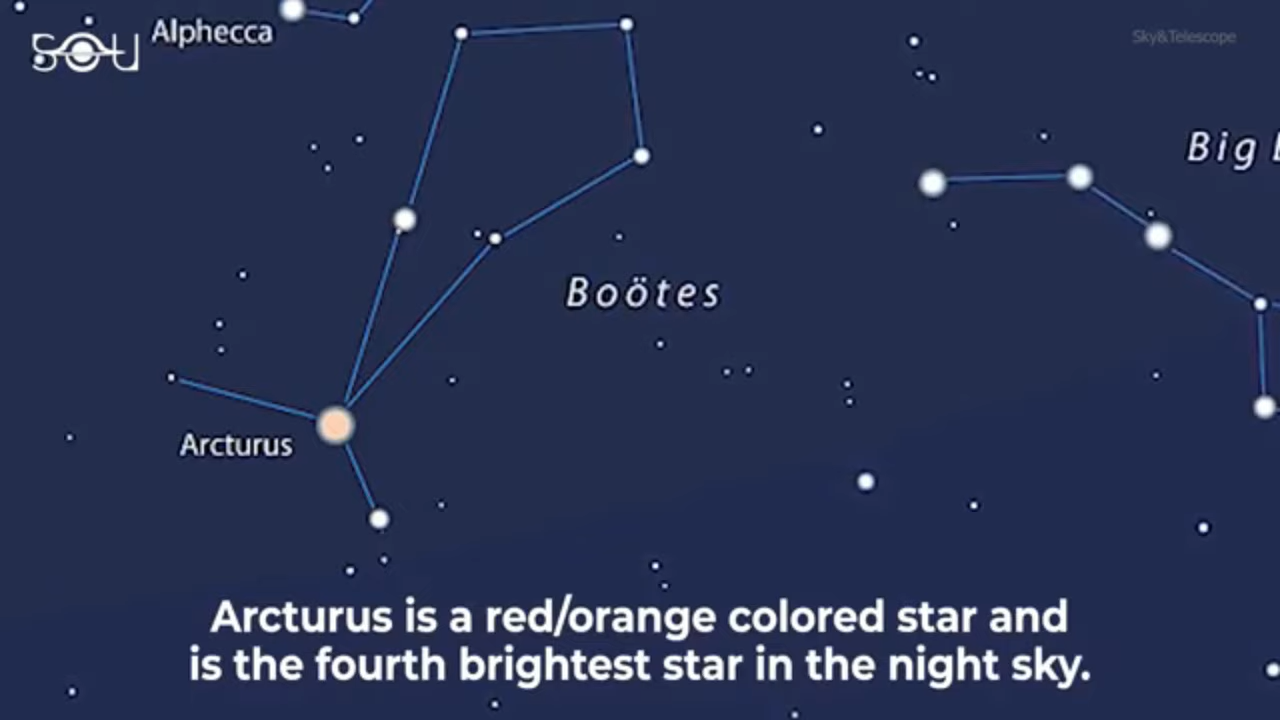 Alphecca
SOU
Sky&Telescope
Big
Boötes
Arcturus
Arcturus is a red/orange colored star and
is the fourth brightest star in the night sky.